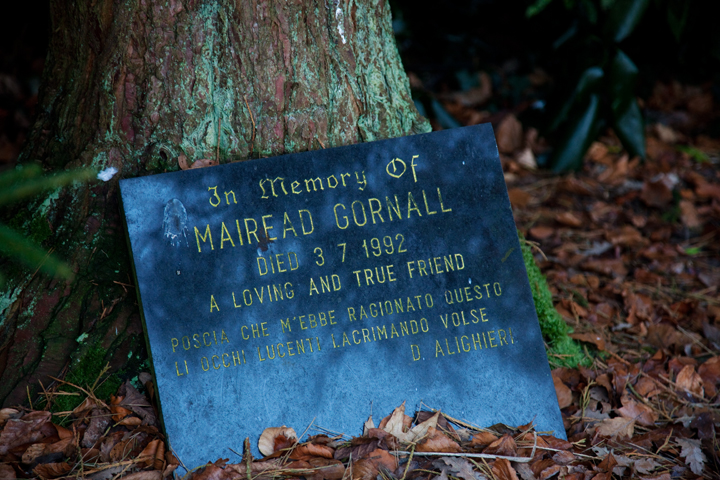 In Memory Of
MAIREAD GORNALL
DIED 3 7 1992
A LOVING AND TRUE FRIEND
POSCIA CHE M'EBBE RAGIONATO QUESTO
LI OCCHI LUCENTI LACRIMANDO VOLSE
D. ALIGHIERI.